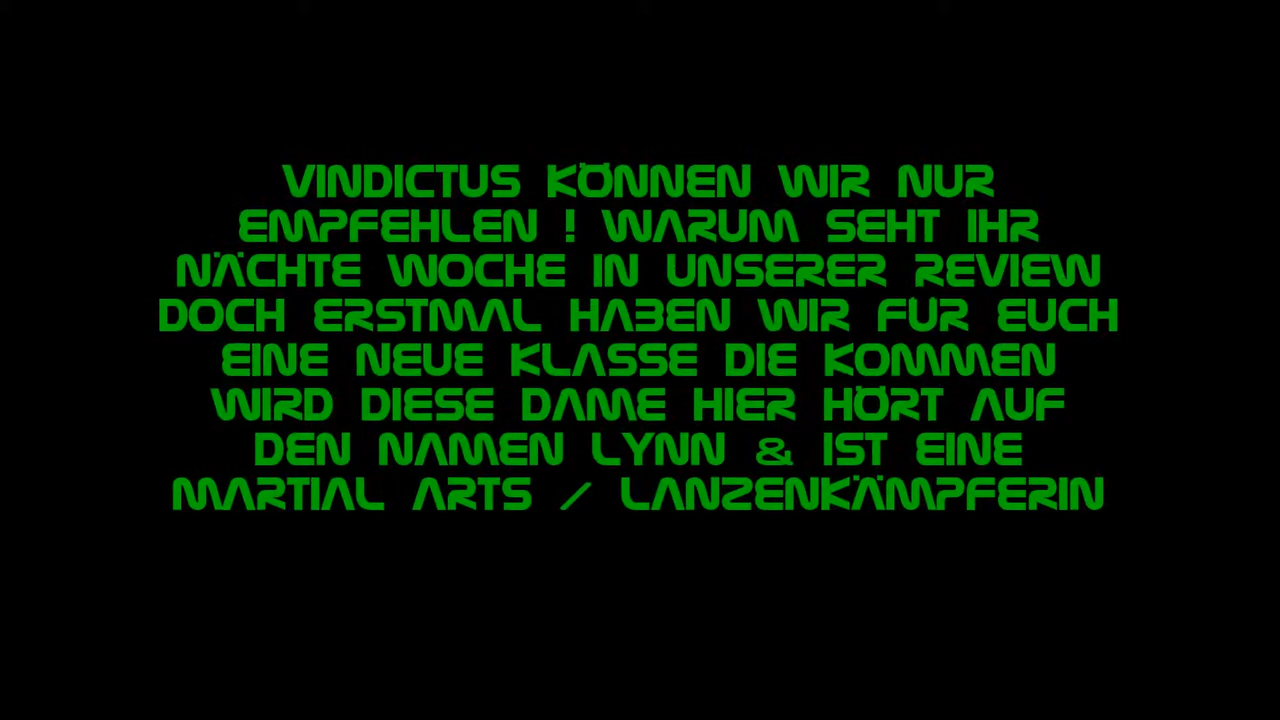 VINDICTUS KÖNNEN WIR NUR
EMPFEHLEN ! WARUM SEHT IHR
NÄCHTE WOCHE IN UNSERER REVIEW
DOCH ERSTMAL HABEN WIR FÜR EUCH
EINE NEUE KLASSE DIE KOMMEN
WIRD DIESE DAME HIER HÖRT AUF
DEN NAMEN LYNN & IST EINE
MARTIAL ARTS / LANZENKÄMPFERIN